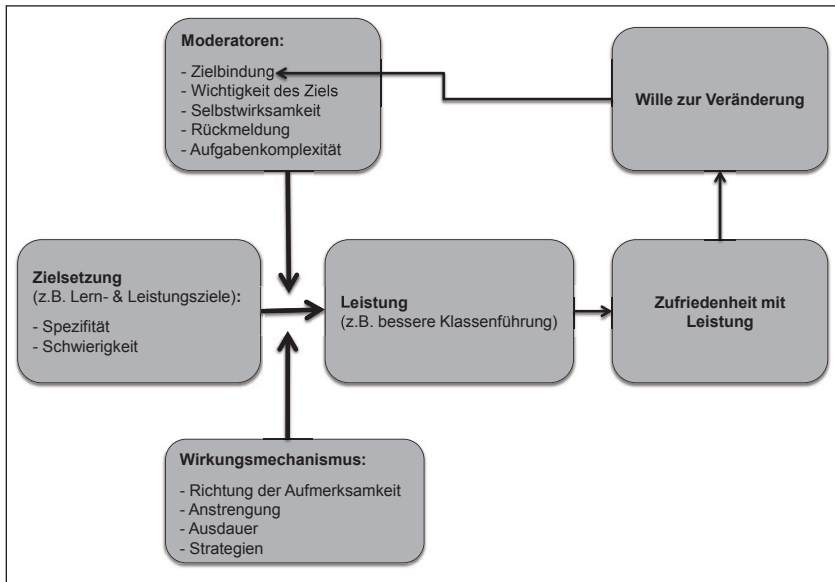 Moderatoren:
- Zielbindung
- Wichtigkeit des Ziels
- Selbstwirksamkeit
- Rückmeldung
- Aufgabenkomplexität
Wille zur Veränderung
Zielsetzung
(z.B. Lern- & Leistungsziele):
- Spezifität
- Schwierigkeit
Leistung
(z.B. bessere Klassenführung)
Zufriedenheit mit
Leistung
Wirkungsmechanismus:
- Richtung der Aufmerksamkeit
- Anstrengung
- Ausdauer
- Strategien